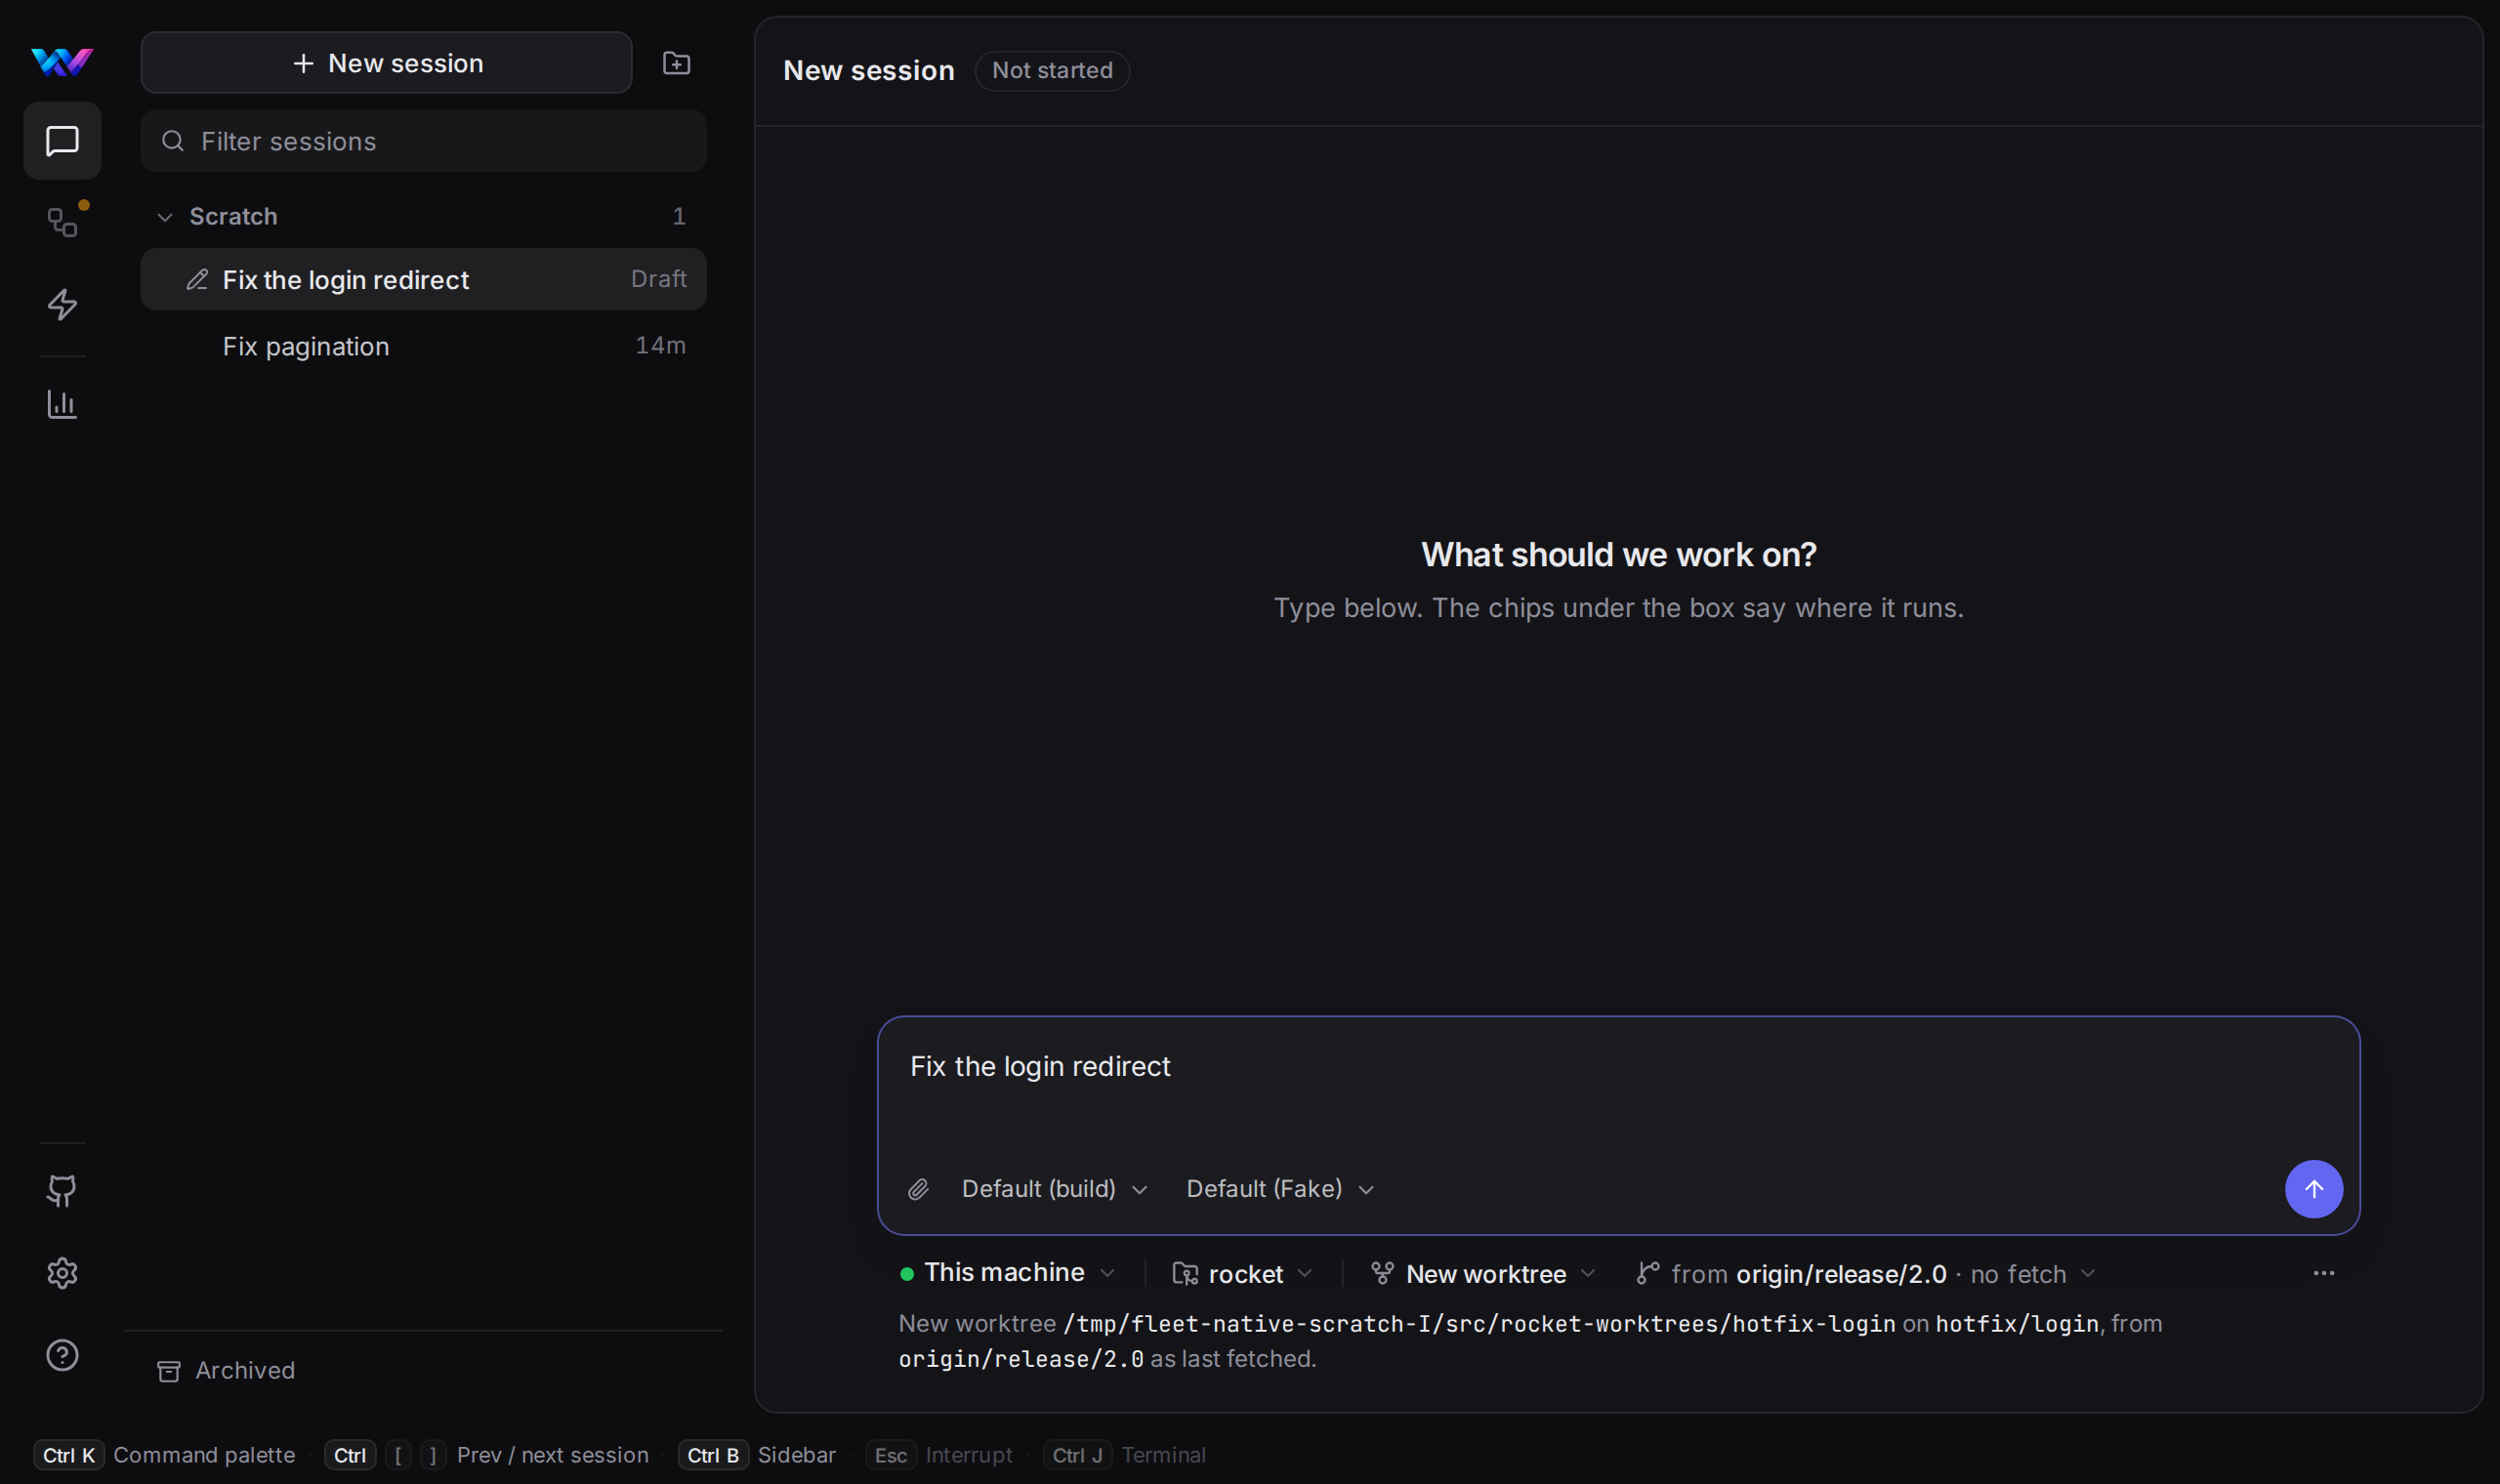 New session
Filter sessions
Scratch 1
Fix the login redirect Draft
Fix pagination 14m
Archived
New session Not started
What should we work on?
Type below. The chips under the box say where it runs.
Fix the login redirect
Default (build) Default (Fake)
This machine rocket New worktree from origin/release/2.0 · no fetch
New worktree /tmp/fleet-native-scratch-I/src/rocket-worktrees/hotfix-login on hotfix/login, from
origin/release/2.0 as last fetched.
Ctrl K Command palette · Ctrl [ ] Prev / next session · Ctrl B Sidebar · Esc Interrupt · Ctrl J Terminal